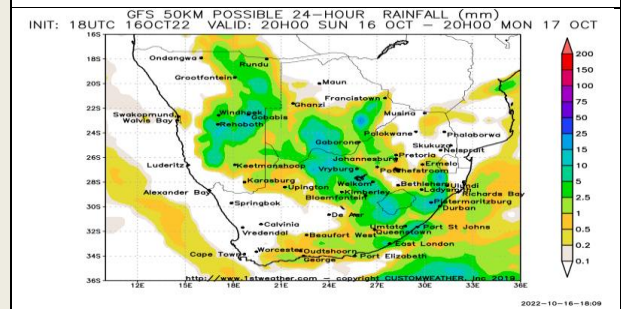 GFS 50KM POSSIBLE 24-HOUR RAINFALL (mm)
INIT: 18UTC 16OCT22 VALID: 20H00 SUN 16 OCT - 20H00 MON 17 OCT
16S
Ondangwa
Rundu
18S
Grootfontein
Maun
20S
Francistown
Ghanzi
22S
Musina
Windhoek
Gobabis
Swakopmund
Walvis Bay
Rehoboth
Polokwane
Phalaborwa
24S
Gaborone
Skukuza
Nelspruit
Pretoria
Johannesburg
26S
Luderitz
Keetmanshoop
Vryburg
Potchefstroom
Ermelo
Karasburg
Upington
Welkom
Bethlehem
Ulundi
28S
Alexander Bay
Kimberley
Ladysmith
Richards Bay
Springbok
Bloemfontein
Pietermaritzburg
Durban
30S
De Aar
Calvinia
Umtata
Port St Johns
Vredendal
Beaufort West
Queenstown
32S
East London
Worcester
Oudtshoorn
Cape Town
George
Port Elizabeth
34S
http://www.1stweather.com - copyright CUSTOMWEATHER, Inc 2019
36S
12E 15E 18E 21E 24E 27E 30E 33E 36E
200
150
100
75
50
25
15
10
5
2.5
1
0.5
0.2
0.1
2022-10-16-18:09